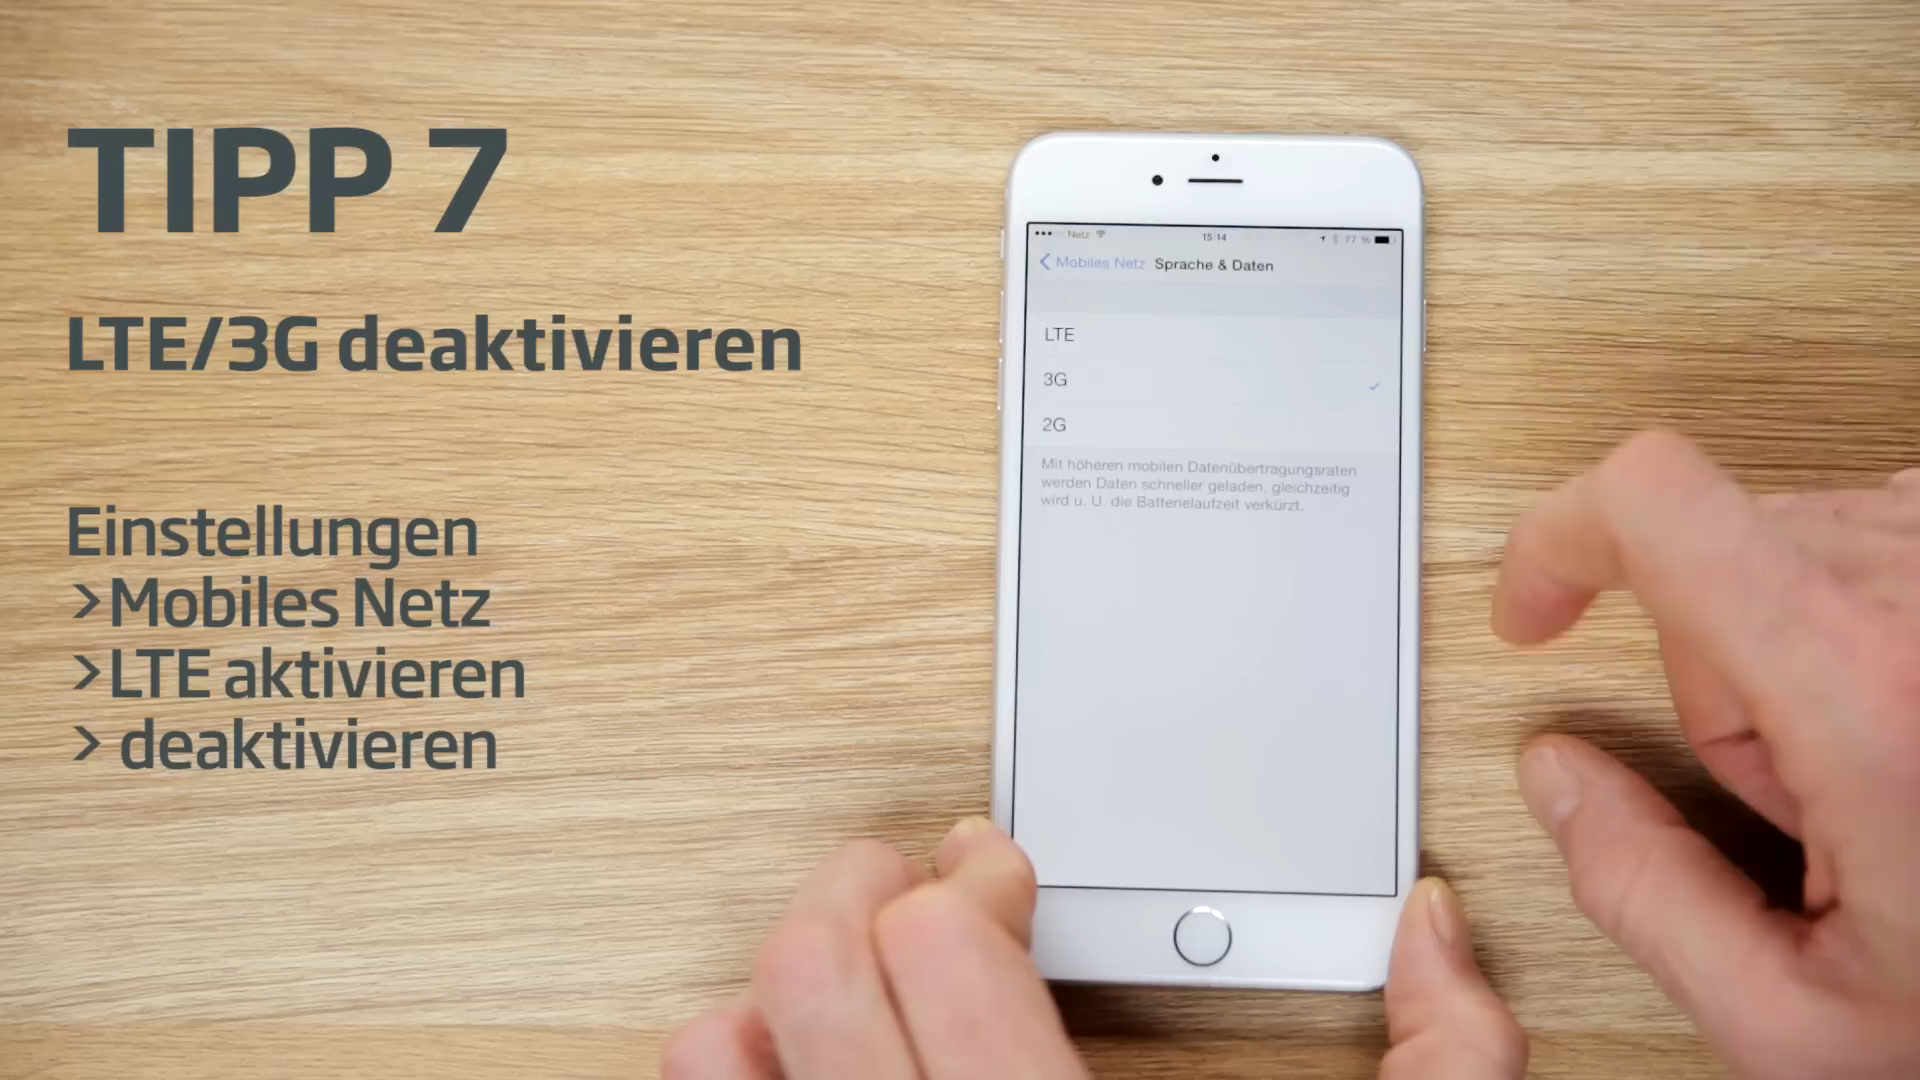 TIPP 7
LTE/3G deaktivieren
Einstellungen
>Mobiles Netz
>LTE aktivieren
> deaktivieren
Netz 15:14 77 %
Mobiles Netz Sprache & Daten
LTE
3G
2G
Mit höheren mobilen Datenübertragungsraten
werden Daten schneller geladen, gleichzeitig
wird u. U. die Batterielaufzeit verkürzt.